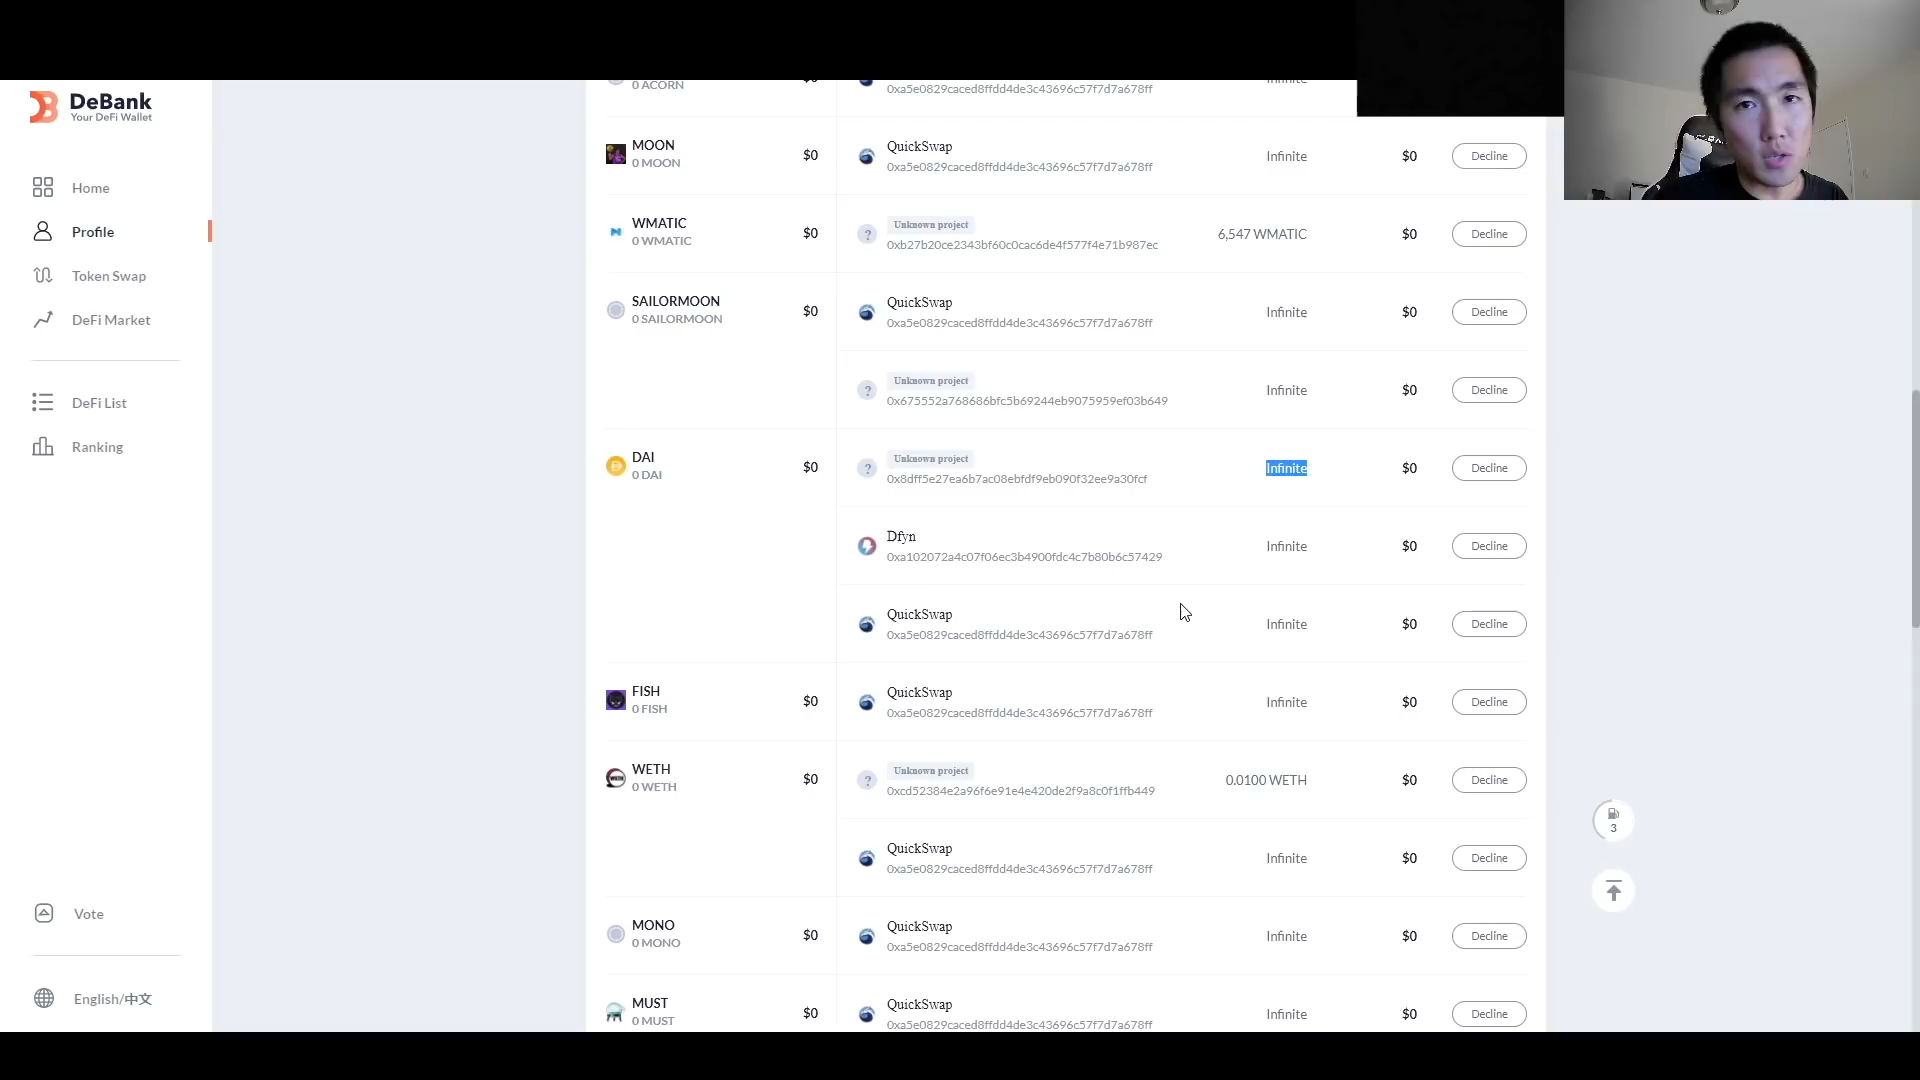 DeBank
Your DeFi Wallet
Home
Profile
Token Swap
DeFi Market
DeFi List
Ranking
Vote
English/中文
0 ACORN
$0
0xa5e0829caced8ffdd4de3c43696c57f7d7a678ff
Infinite
MOON
0 MOON
$0
QuickSwap
0xa5e0829caced8ffdd4de3c43696c57f7d7a678ff
Infinite
$0
Decline
WMATIC
0 WMATIC
$0
Unknown project
0xb27b20ce2343bf60c0cac6de4f577f4e71b987ec
6,547 WMATIC
$0
Decline
SAILORMOON
0 SAILORMOON
$0
QuickSwap
0xa5e0829caced8ffdd4de3c43696c57f7d7a678ff
Infinite
$0
Decline
Unknown project
0x675552a768686bfc5b69244eb9075959ef03b649
Infinite
$0
Decline
DAI
0 DAI
$0
Unknown project
0x8dff5e27ea6b7ac08ebfdf9eb090f32ee9a30fcf
Infinite
$0
Decline
Dfyn
0xa102072a4c07f06ec3b4900fdc4c7b80b6c57429
Infinite
$0
Decline
QuickSwap
0xa5e0829caced8ffdd4de3c43696c57f7d7a678ff
Infinite
$0
Decline
FISH
0 FISH
$0
QuickSwap
0xa5e0829caced8ffdd4de3c43696c57f7d7a678ff
Infinite
$0
Decline
WETH
0 WETH
$0
Unknown project
0xcd52384e2a96f6e91e4e420de2f9a8c0f1ffb449
0.0100 WETH
$0
Decline
QuickSwap
0xa5e0829caced8ffdd4de3c43696c57f7d7a678ff
Infinite
$0
Decline
MONO
0 MONO
$0
QuickSwap
0xa5e0829caced8ffdd4de3c43696c57f7d7a678ff
Infinite
$0
Decline
MUST
0 MUST
$0
QuickSwap
0xa5e0829caced8ffdd4de3c43696c57f7d7a678ff
Infinite
$0
Decline
3